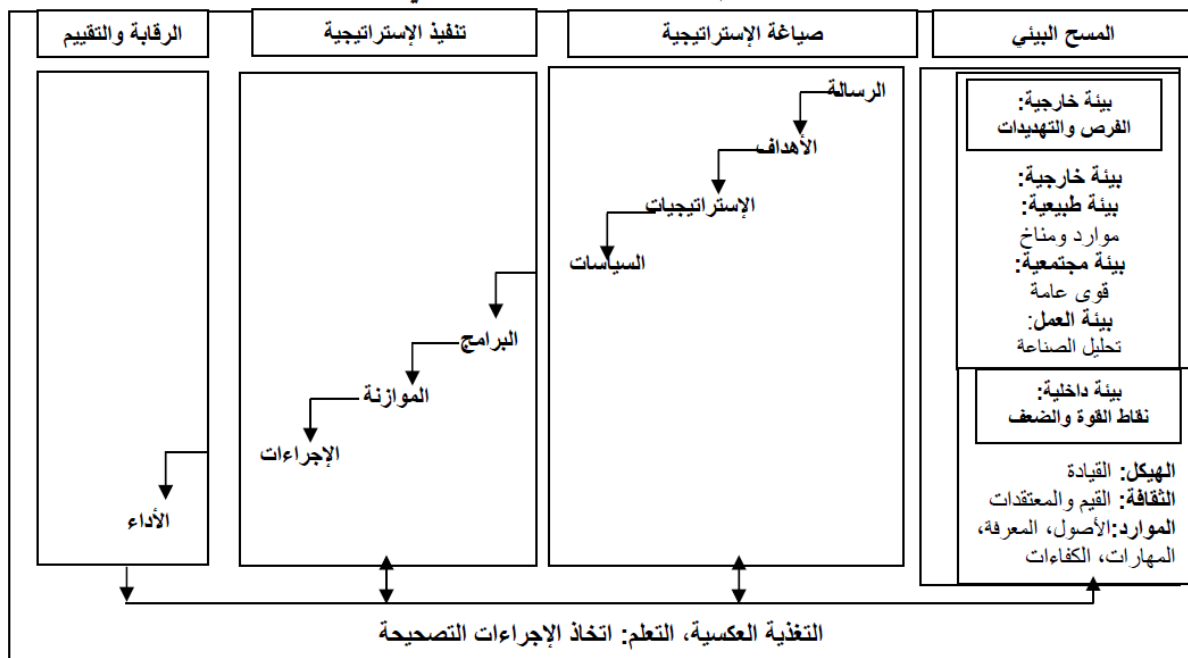 المسح البيئي
صياغة الإستراتيجية
تنفيذ الإستراتيجية
الرقابة والتقييم
بيئة خارجية:
الفرص والتهديدات
بيئة خارجية:
بيئة طبيعية:
موارد ومناخ
بيئة مجتمعية:
قوى عامة
بيئة العمل:
تحليل الصناعة
بيئة داخلية:
نقاط القوة والضعف
الهيكل: القيادة
الثقافة: القيم والمعتقدات
الموارد:الأصول، المعرفة،
المهارات، الكفاءات
الرسالة
الأهداف
الإستراتيجيات
السياسات
البرامج
الموازنة
الإجراءات
الأداء
التغذية العكسية، التعلم: اتخاذ الإجراءات التصحيحة